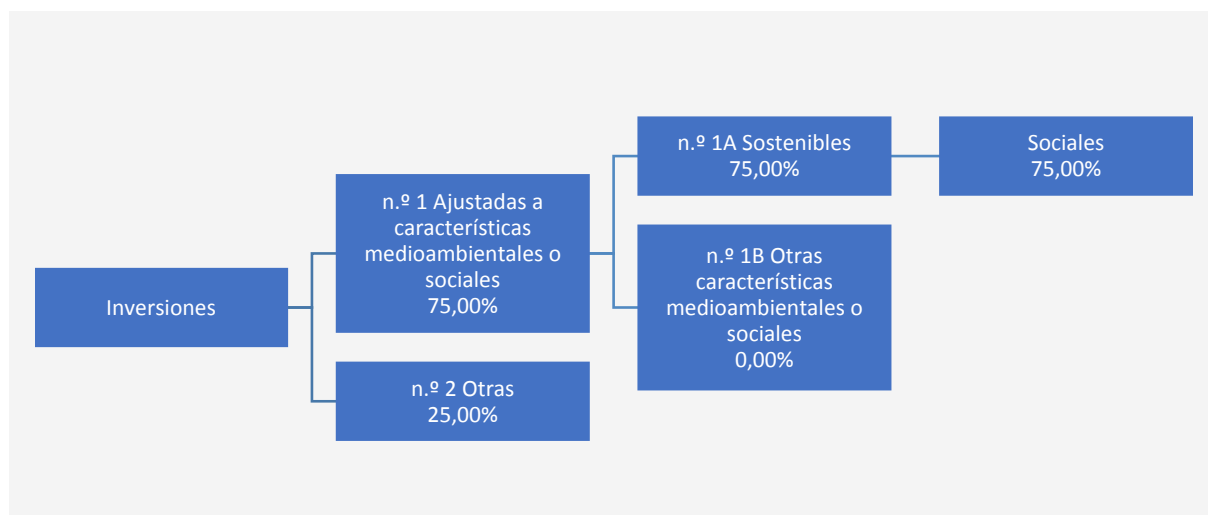 Inversiones
n.º 1 Ajustadas a
características
medioambientales o
sociales
75,00%
n.º 2 Otras
25,00%
n.º 1A Sostenibles
75,00%
n.º 1B Otras
características
medioambientales o
sociales
0,00%
Sociales
75,00%